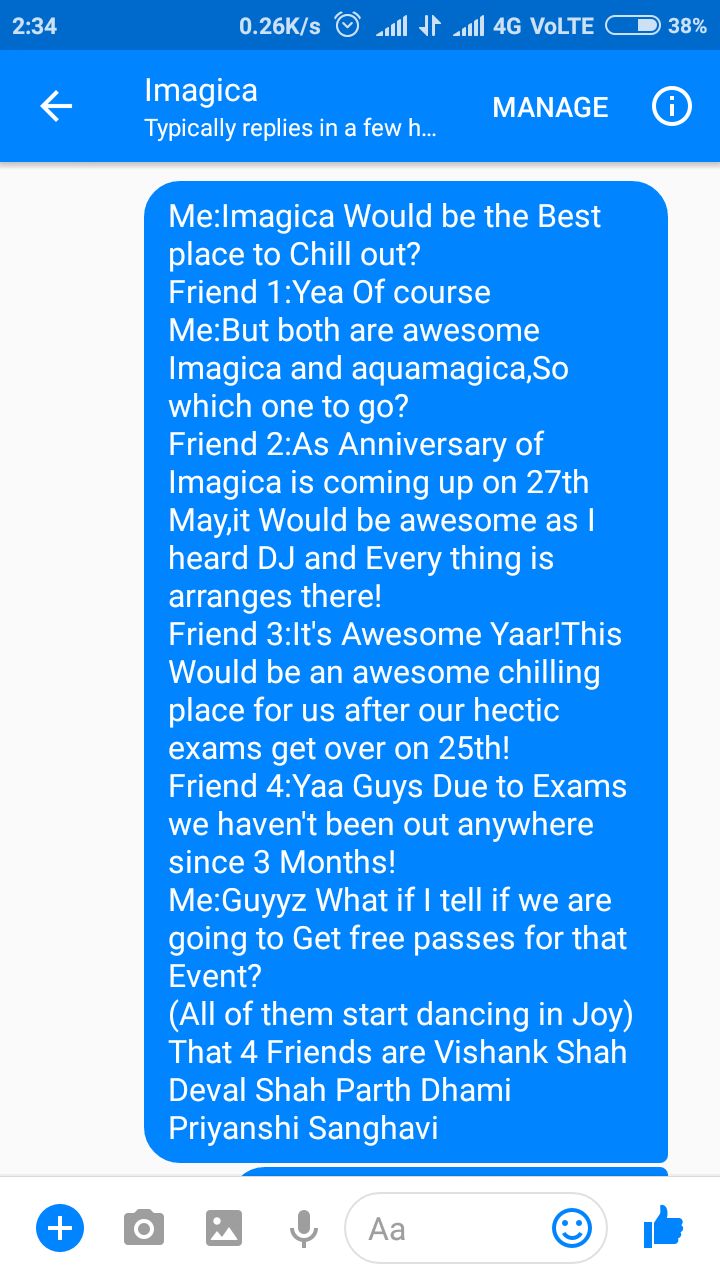 2:34 0.26K/s 4G VoLTE 38%
Imagica
Typically replies in a few h...
MANAGE
Me:Imagica Would be the Best
place to Chill out?
Friend 1:Yea Of course
Me:But both are awesome
Imagica and aquamagica,So
which one to go?
Friend 2:As Anniversary of
Imagica is coming up on 27th
May,it Would be awesome as I
heard DJ and Every thing is
arranges there!
Friend 3:It's Awesome Yaar!This
Would be an awesome chilling
place for us after our hectic
exams get over on 25th!
Friend 4:Yaa Guys Due to Exams
we haven't been out anywhere
since 3 Months!
Me:Guyyz What if I tell if we are
going to Get free passes for that
Event?
(All of them start dancing in Joy)
That 4 Friends are Vishank Shah
Deval Shah Parth Dhami
Priyanshi Sanghavi
Aa